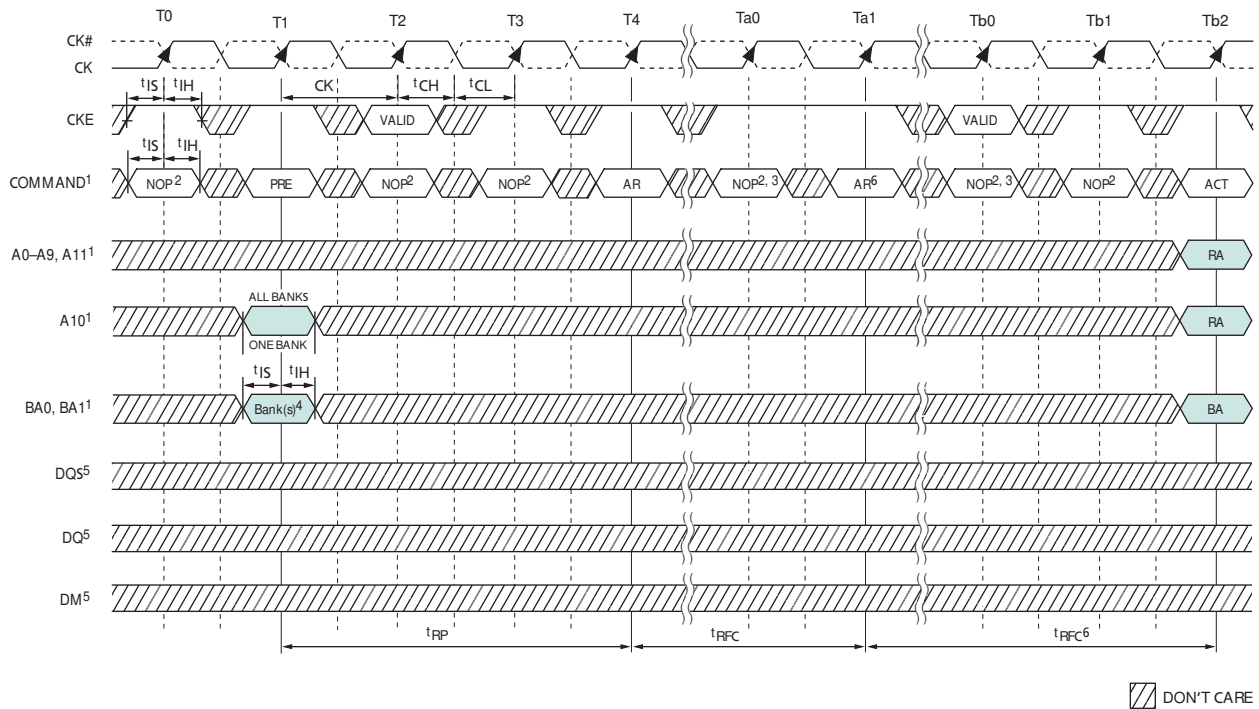 T0 T1 T2 T3 T4 Ta0 Ta1 Tb0 Tb1 Tb2
CK#
CK
tIS tIH CK tCH tCL
CKE VALID VALID
tIS tIH
COMMAND1 NOP2 PRE NOP2 NOP2 AR NOP2, 3 AR6 NOP2, 3 NOP2 ACT
A0–A9, A111 RA
ALL BANKS
A101 RA
ONE BANK
tIS tIH
BA0, BA11 Bank(s)4 BA
DQS5
DQ5
DM5
tRP tRFC tRFC6
DON'T CARE